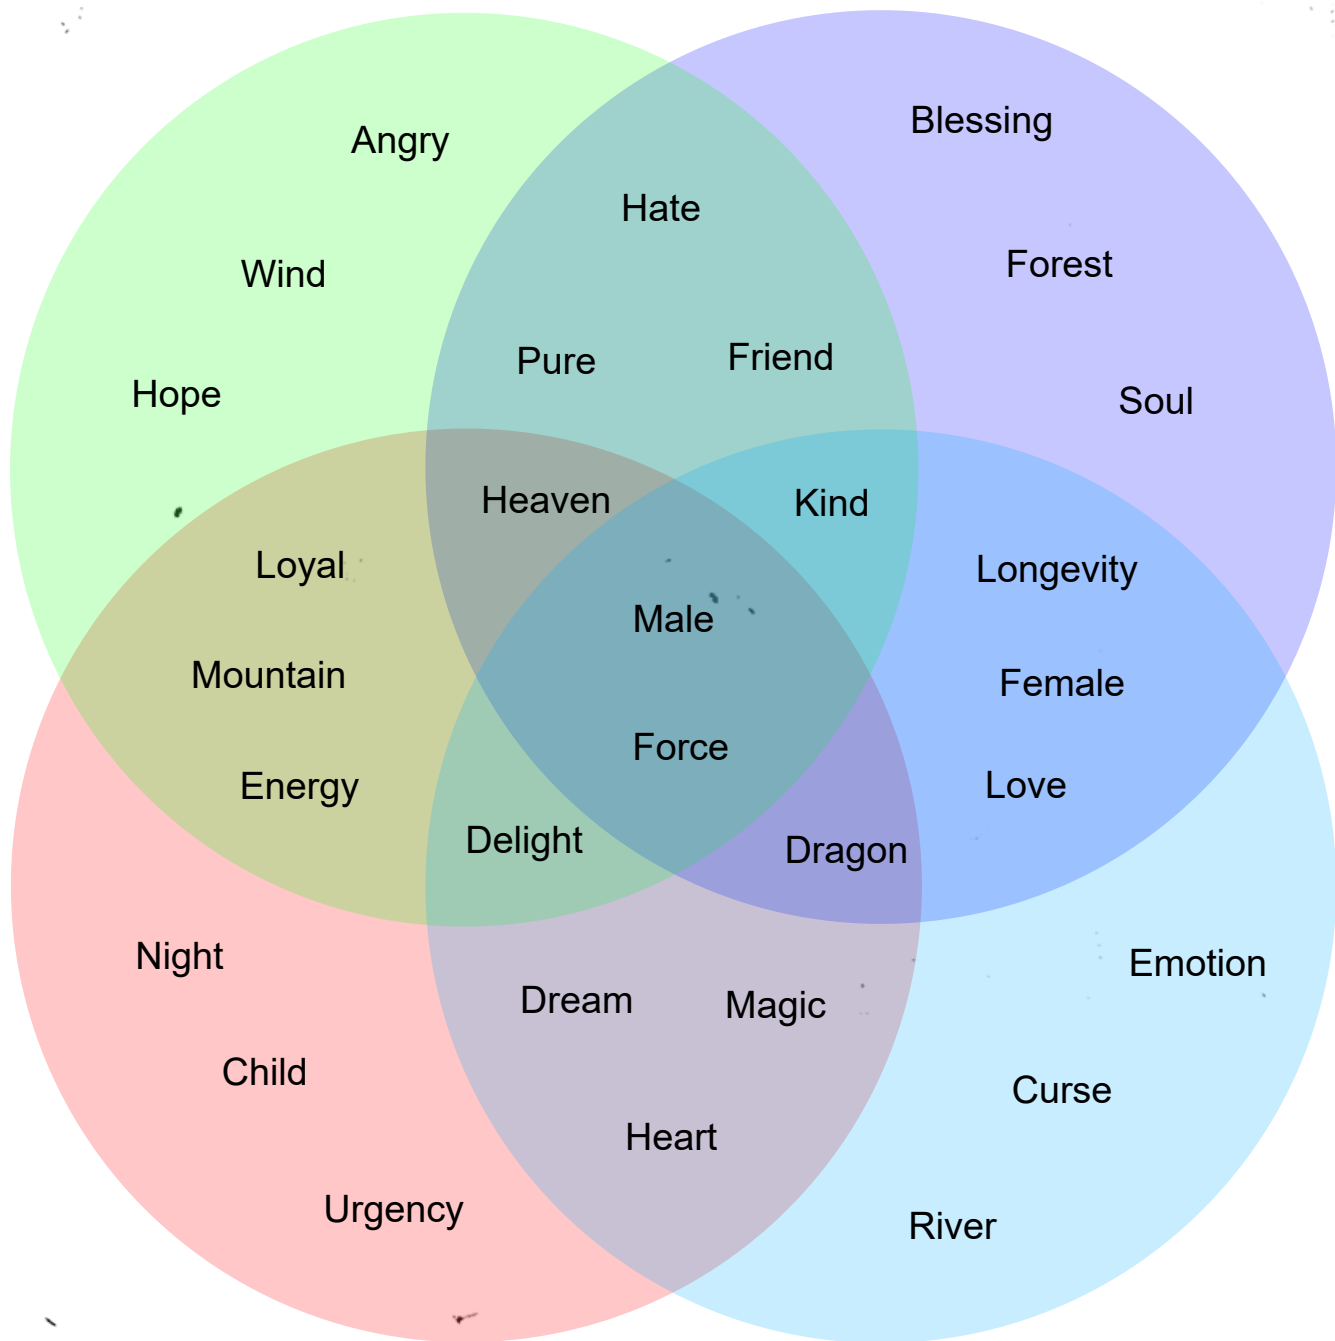 Angry
Blessing
Hate
Wind
Forest
Pure
Friend
Hope
Soul
Heaven
Kind
Loyal
Longevity
Male
Mountain
Female
Force
Energy
Love
Delight
Dragon
Night
Emotion
Dream
Magic
Child
Curse
Heart
Urgency
River